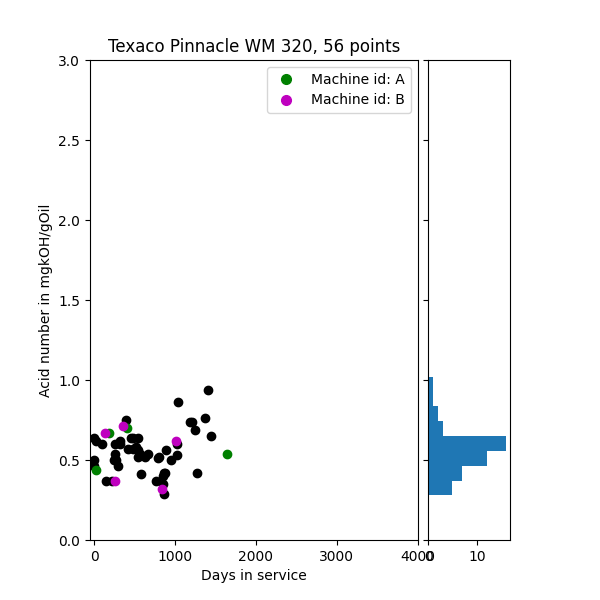 Texaco Pinnacle WM 320, 56 points
Machine id: A
Machine id: B
Acid number in mgkOH/gOil
3.0
2.5
2.0
1.5
1.0
0.5
0.0
0 1000 2000 3000 4000
0 10
Days in service